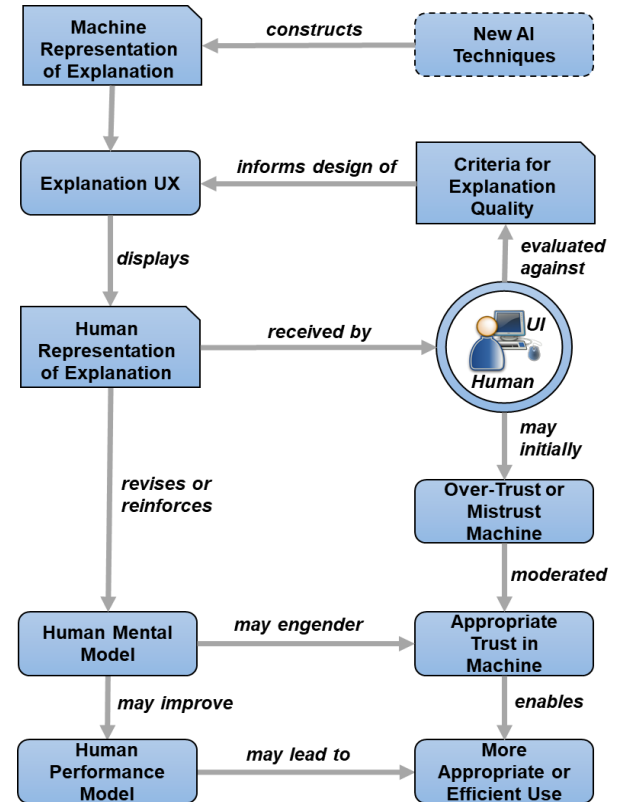 Machine
Representation
of Explanation
constructs
New AI
Techniques
Explanation UX
informs design of
Criteria for
Explanation
Quality
displays
evaluated
against
Human
Representation
of Explanation
received by
UI
Human
may
initially
revises or
reinforces
Over-Trust or
Mistrust
Machine
moderated
Human Mental
Model
may engender
Appropriate
Trust in
Machine
may improve
enables
Human
Performance
Model
may lead to
More
Appropriate or
Efficient Use